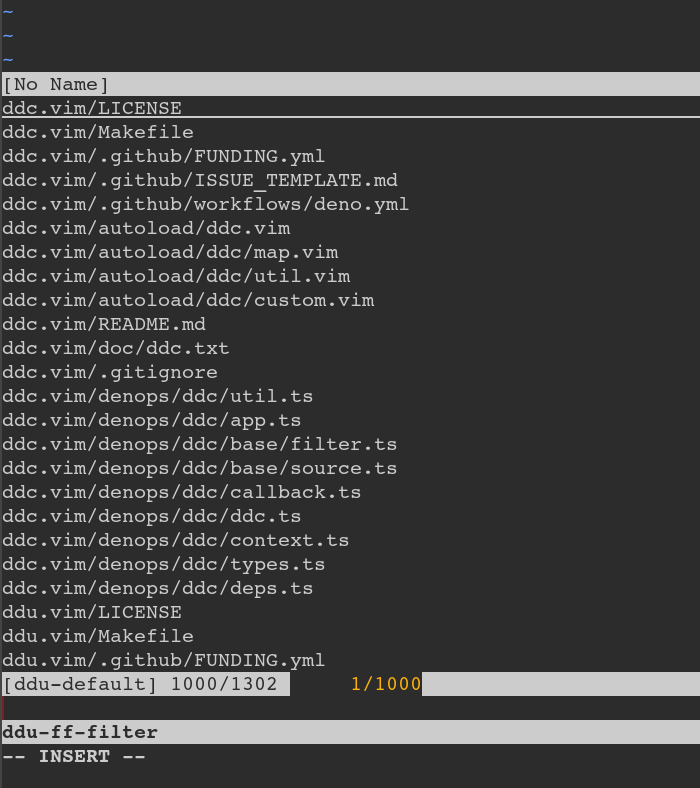 ~
~
~
[No Name]
ddc.vim/LICENSE
ddc.vim/Makefile
ddc.vim/.github/FUNDING.yml
ddc.vim/.github/ISSUE_TEMPLATE.md
ddc.vim/.github/workflows/deno.yml
ddc.vim/autoload/ddc.vim
ddc.vim/autoload/ddc/map.vim
ddc.vim/autoload/ddc/util.vim
ddc.vim/autoload/ddc/custom.vim
ddc.vim/README.md
ddc.vim/doc/ddc.txt
ddc.vim/.gitignore
ddc.vim/denops/ddc/util.ts
ddc.vim/denops/ddc/app.ts
ddc.vim/denops/ddc/base/filter.ts
ddc.vim/denops/ddc/base/source.ts
ddc.vim/denops/ddc/callback.ts
ddc.vim/denops/ddc/ddc.ts
ddc.vim/denops/ddc/context.ts
ddc.vim/denops/ddc/types.ts
ddc.vim/denops/ddc/deps.ts
ddu.vim/LICENSE
ddu.vim/Makefile
ddu.vim/.github/FUNDING.yml
[ddu-default] 1000/1302 1/1000
ddu-ff-filter
-- INSERT --